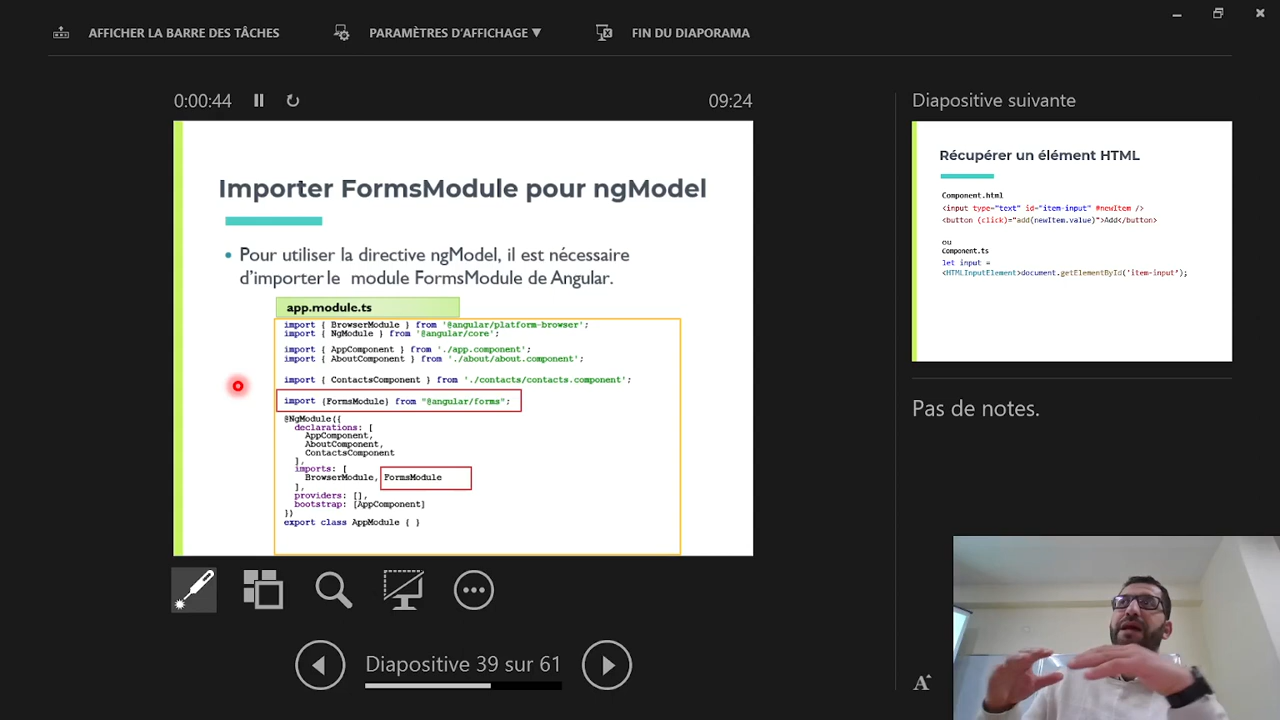 AFFICHER LA BARRE DES TÂCHES
PARAMÈTRES D'AFFICHAGE ▼
FIN DU DIAPORAMA
0:00:44
09:24
Importer FormsModule pour ngModel
• Pour utiliser la directive ngModel, il est nécessaire
d'importer le module FormsModule de Angular.
app.module.ts
import { BrowserModule } from '@angular/platform-browser';
import { NgModule } from '@angular/core';
import { AppComponent } from './app.component';
import { AboutComponent } from './about/about.component';
import { ContactsComponent } from './contacts/contacts.component';
import {FormsModule} from "@angular/forms";
@NgModule({
declarations: [
AppComponent,
AboutComponent,
ContactsComponent
],
imports: [
BrowserModule, FormsModule
],
providers: [],
bootstrap: [AppComponent]
})
export class AppModule { }
Diapositive 39 sur 61
Diapositive suivante
Récupérer un élément HTML
Component.html
<input type="text" id="item-input" #newItem />
<button (click)="add(newItem.value)">Add</button>
ou
Component.ts
let input =
<HTMLInputElement>document.getElementById('item-input');
Pas de notes.
A